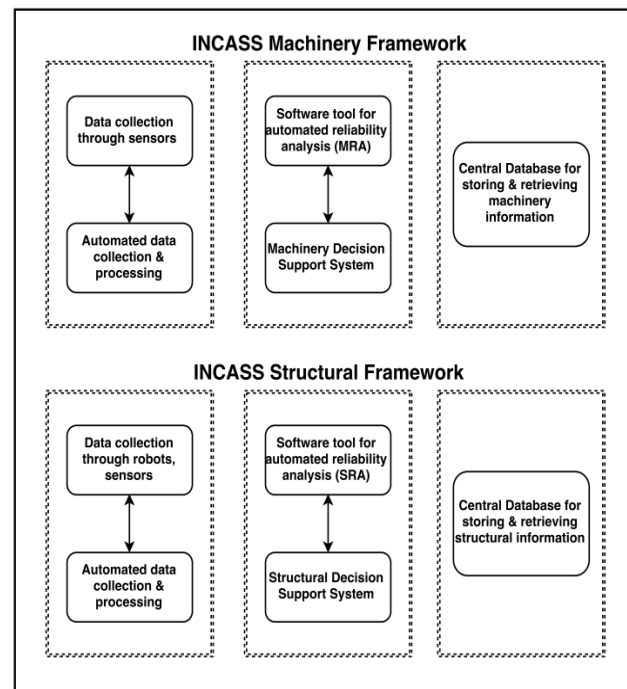 INCASS Machinery Framework
Data collection
through sensors
Automated data
collection &
processing
Software tool for
automated reliability
analysis (MRA)
Machinery Decision
Support System
Central Database for
storing & retrieving
machinery
information
INCASS Structural Framework
Data collection
through robots,
sensors
Automated data
collection &
processing
Software tool for
automated reliability
analysis (SRA)
Structural Decision
Support System
Central Database for
storing & retrieving
structural information